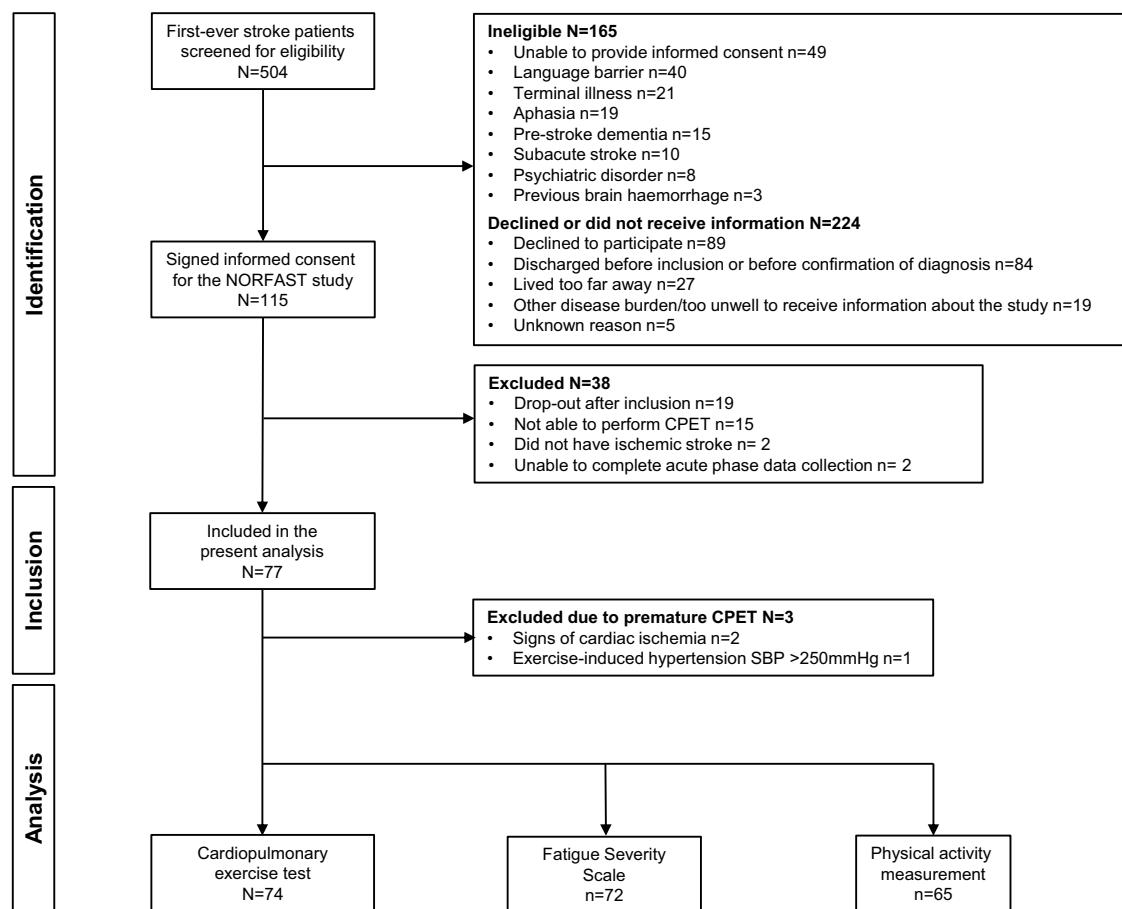 Identification
First-ever stroke patients
screened for eligibility
N=504
Ineligible N=165
• Unable to provide informed consent n=49
• Language barrier n=40
• Terminal illness n=21
• Aphasia n=19
• Pre-stroke dementia n=15
• Subacute stroke n=10
• Psychiatric disorder n=8
• Previous brain haemorrhage n=3
Declined or did not receive information N=224
• Declined to participate n=89
• Discharged before inclusion or before confirmation of diagnosis n=84
• Lived too far away n=27
• Other disease burden/too unwell to receive information about the study n=19
• Unknown reason n=5
Signed informed consent
for the NORFAST study
N=115
Excluded N=38
• Drop-out after inclusion n=19
• Not able to perform CPET n=15
• Did not have ischemic stroke n= 2
• Unable to complete acute phase data collection n= 2
Inclusion
Included in the
present analysis
N=77
Excluded due to premature CPET N=3
• Signs of cardiac ischemia n=2
• Exercise-induced hypertension SBP >250mmHg n=1
Analysis
Cardiopulmonary
exercise test
N=74
Fatigue Severity
Scale
n=72
Physical activity
measurement
n=65